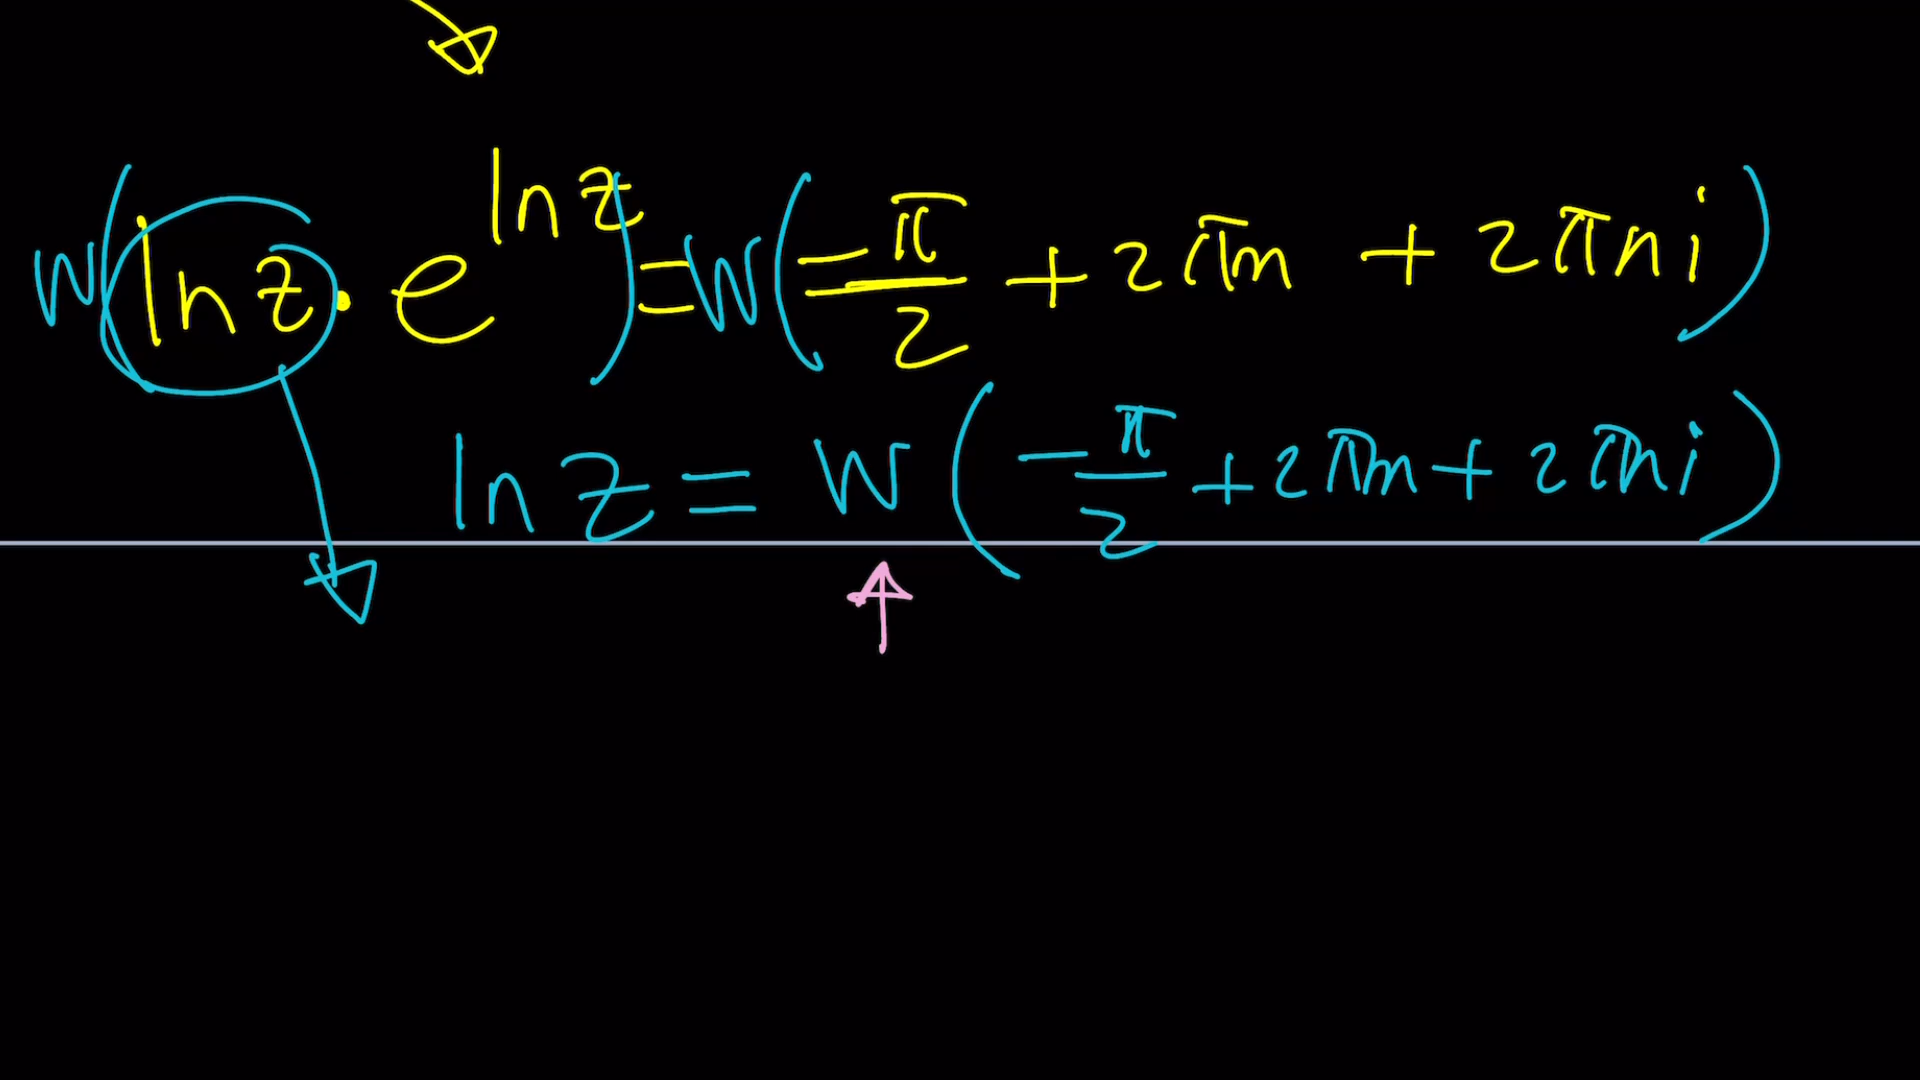 W(ln z · e^{ln z}) = W(-π/2 + 2πm + 2πni)
ln z = W(-π/2 + 2πm + 2πni)